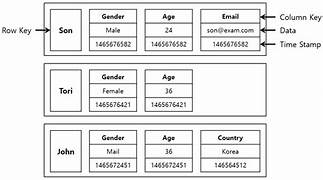 Gender Age Email Column Key
Row Key Son Male 24 son@exam.com Data
1465676582 1465676582 1465676582 Time Stamp
Gender Age
Tori Female 36
1465676421 1465676421
Gender Age Country
John Mail 36 Korea
1465672451 1465672451 146564512